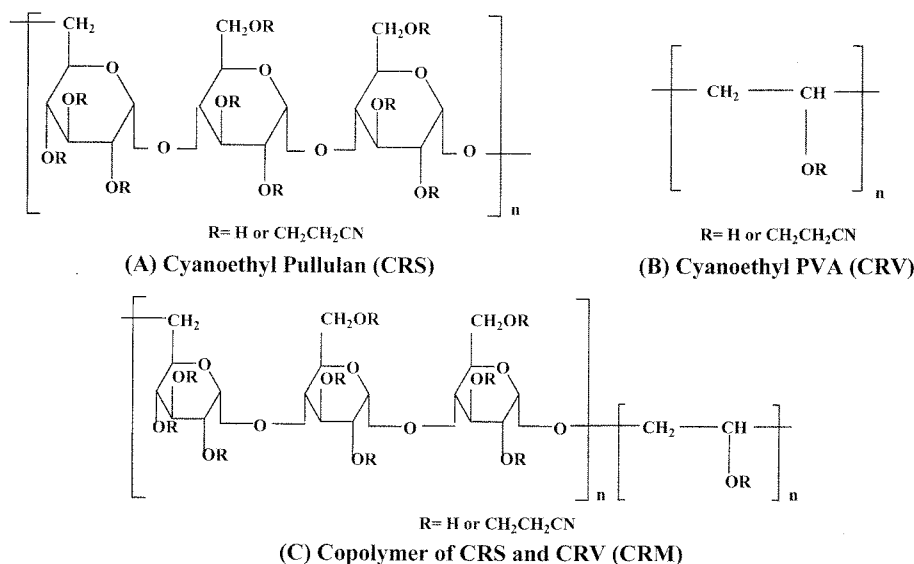 CH₂ CH₂OR CH₂OR
O O O
OR OR OR
OR OR O OR O OR O
n
R= H or CH₂CH₂CN
(A) Cyanoethyl Pullulan (CRS)
CH₂ CH
OR
n
R= H or CH₂CH₂CN
(B) Cyanoethyl PVA (CRV)
CH₂ CH₂OR CH₂OR
O O O
OR OR OR
OR OR O OR O OR O
n
CH₂ CH
OR
n
R= H or CH₂CH₂CN
(C) Copolymer of CRS and CRV (CRM)